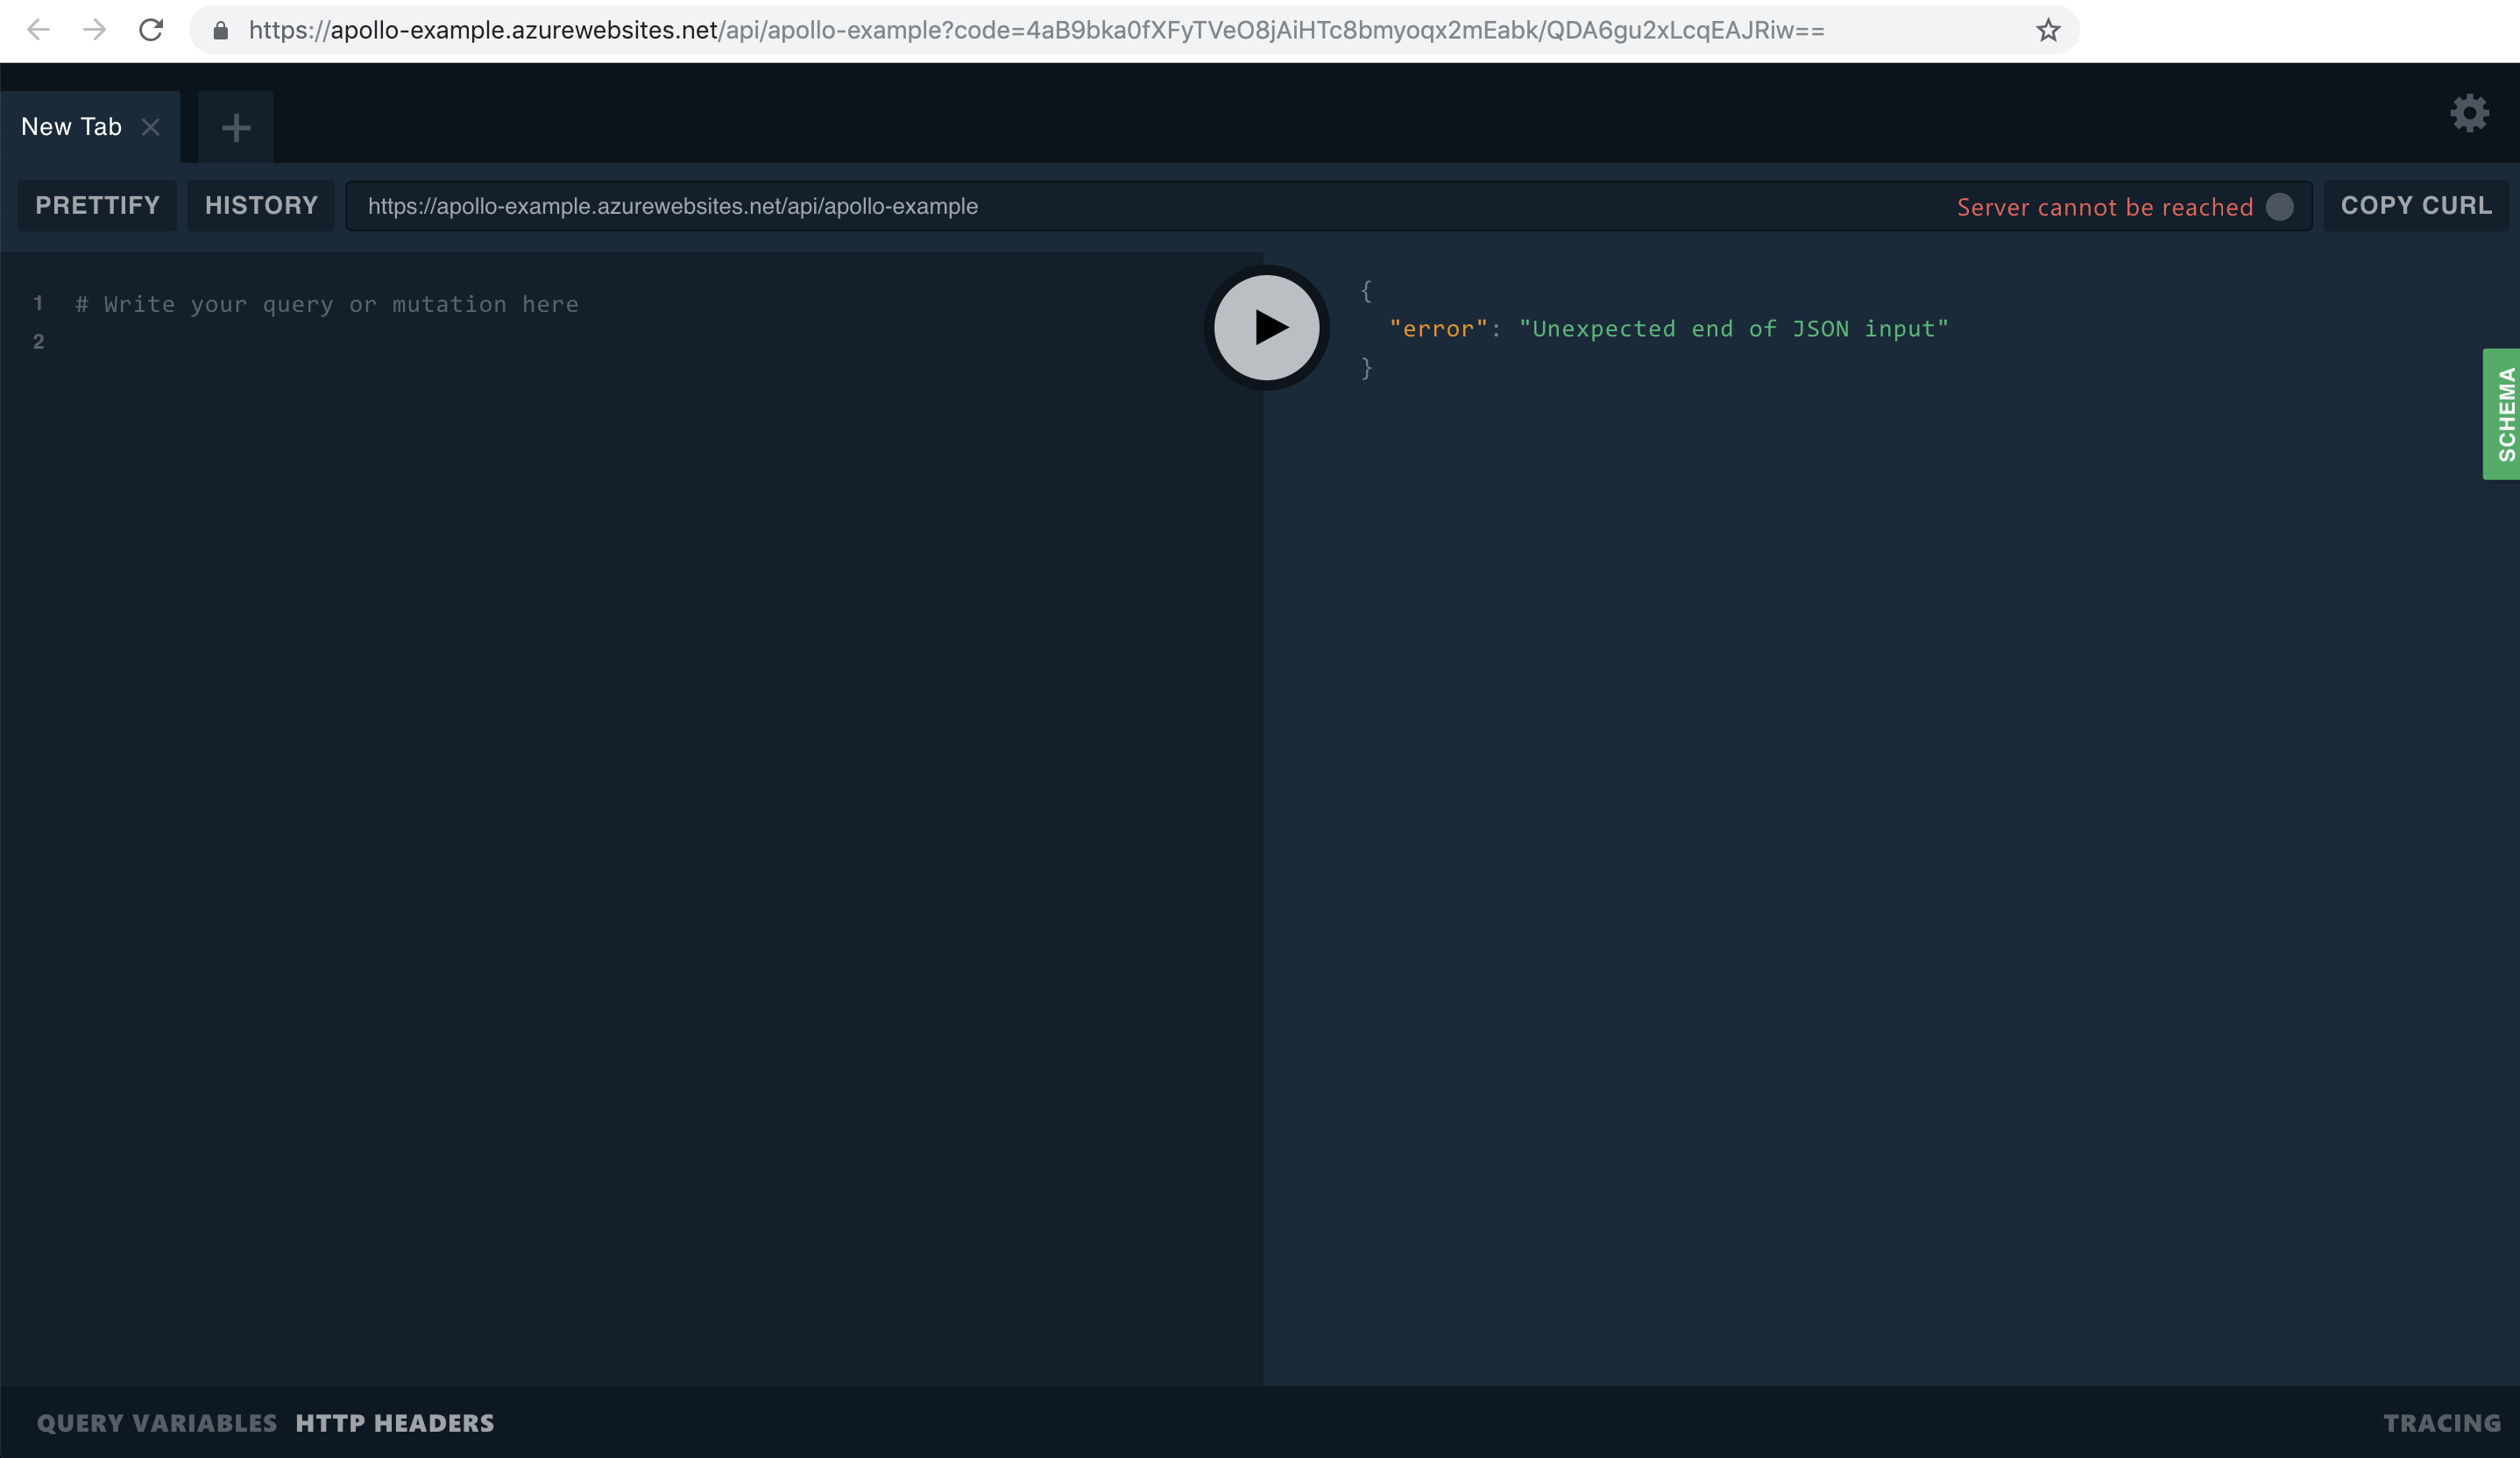 https://apollo-example.azurewebsites.net/api/apollo-example?code=4aB9bka0fXFyTVeO8jAiHTc8bmyoqx2mEabk/QDA6gu2xLcqEAJRiw==
New Tab
PRETTIFY HISTORY https://apollo-example.azurewebsites.net/api/apollo-example Server cannot be reached COPY CURL
1 # Write your query or mutation here
2
{
"error": "Unexpected end of JSON input"
}
SCHEMA
QUERY VARIABLES HTTP HEADERS TRACING